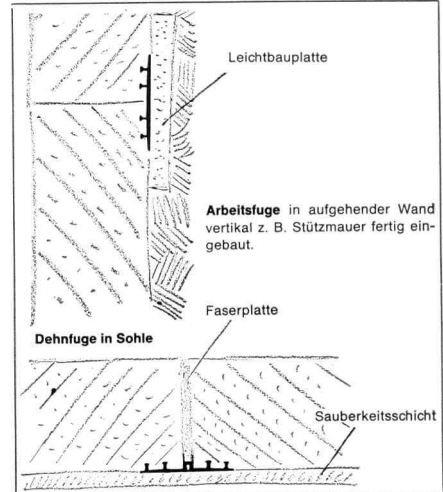 Leichtbauplatte
Arbeitsfuge in aufgehender Wand
vertikal z. B. Stützmauer fertig ein-
gebaut.
Faserplatte
Dehnfuge in Sohle
Sauberkeitsschicht